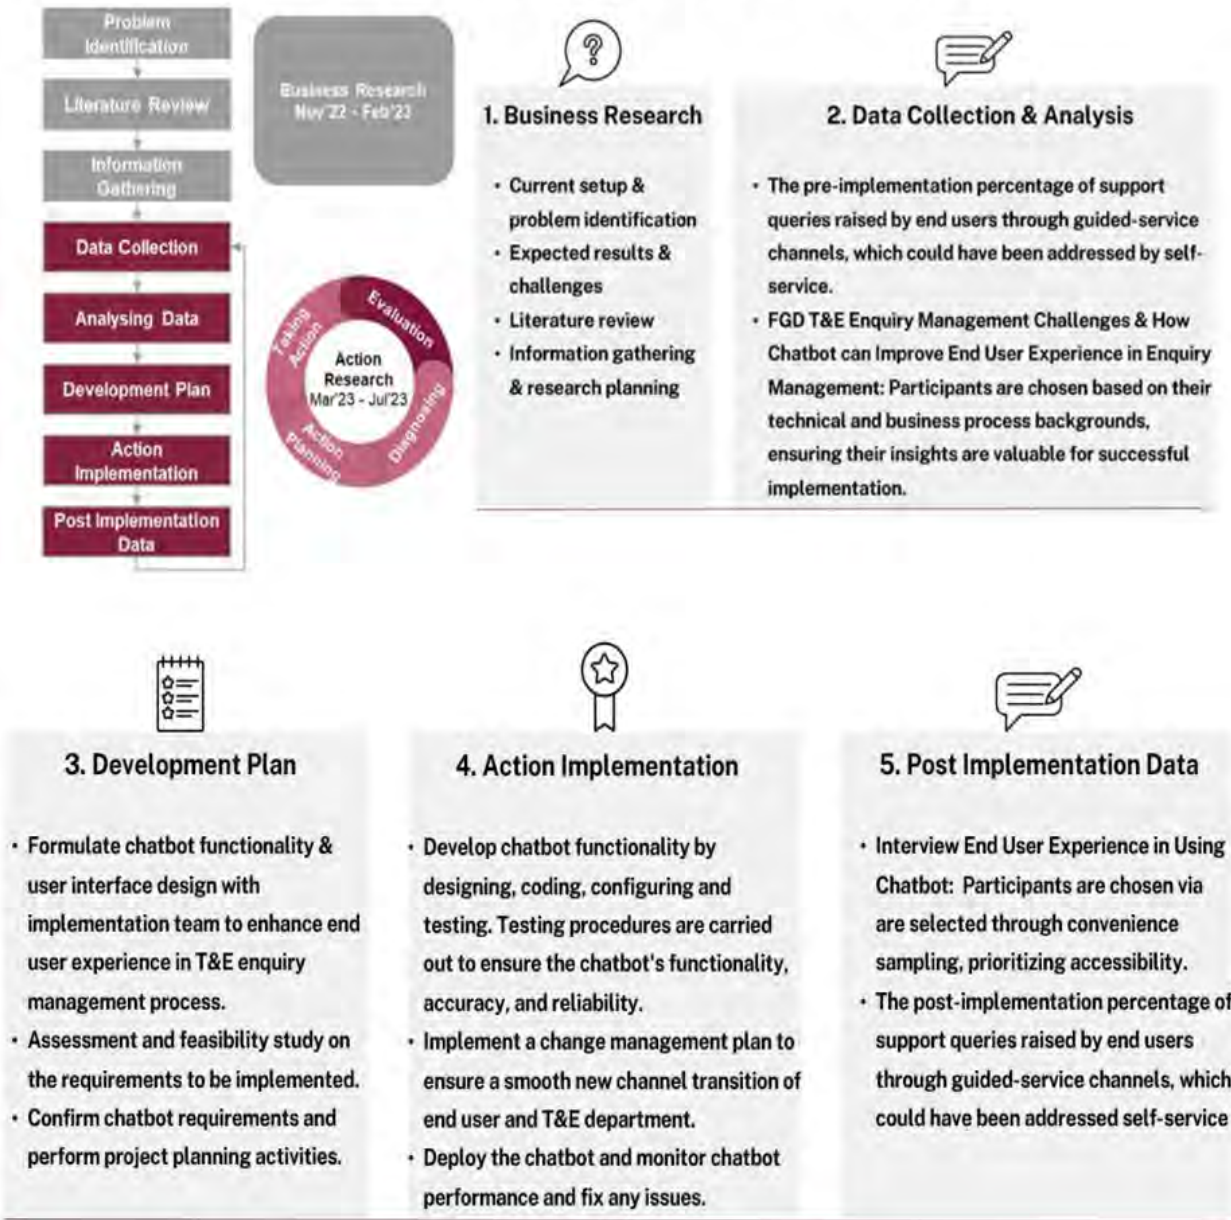 Problem
Identification
Literature Review
Information
Gathering
Data Collection
Analysing Data
Development Plan
Action
Implementation
Post Implementation
Data
Business Research
Nov'22 - Feb'23
Evaluation
Diagnosing
Action
Planning
Taking
Action
Action
Research
Mar'23 - Jul'23
?
1. Business Research
• Current setup &
problem identification
• Expected results &
challenges
• Literature review
• Information gathering
& research planning
2. Data Collection & Analysis
• The pre-implementation percentage of support
queries raised by end users through guided-service
channels, which could have been addressed by self-
service.
• FGD T&E Enquiry Management Challenges & How
Chatbot can Improve End User Experience in Enquiry
Management: Participants are chosen based on their
technical and business process backgrounds,
ensuring their insights are valuable for successful
implementation.
3. Development Plan
• Formulate chatbot functionality &
user interface design with
implementation team to enhance end
user experience in T&E enquiry
management process.
• Assessment and feasibility study on
the requirements to be implemented.
• Confirm chatbot requirements and
perform project planning activities.
4. Action Implementation
• Develop chatbot functionality by
designing, coding, configuring and
testing. Testing procedures are carried
out to ensure the chatbot's functionality,
accuracy, and reliability.
• Implement a change management plan to
ensure a smooth new channel transition of
end user and T&E department.
• Deploy the chatbot and monitor chatbot
performance and fix any issues.
5. Post Implementation Data
• Interview End User Experience in Using
Chatbot: Participants are chosen via
are selected through convenience
sampling, prioritizing accessibility.
• The post-implementation percentage of
support queries raised by end users
through guided-service channels, which
could have been addressed self-service